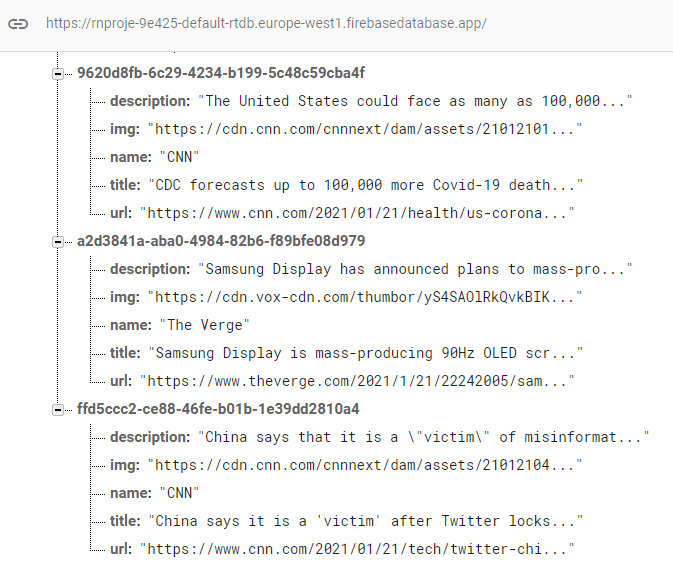 https://rnproje-9e425-default-rtdb.europe-west1.firebasedatabase.app/
9620d8fb-6c29-4234-b199-5c48c59cba4f
description: "The United States could face as many as 100,000..."
img: "https://cdn.cnn.com/cnnnext/dam/assets/21012101..."
name: "CNN"
title: "CDC forecasts up to 100,000 more Covid-19 death..."
url: "https://www.cnn.com/2021/01/21/health/us-corona..."
a2d3841a-aba0-4984-82b6-f89bfe08d979
description: "Samsung Display has announced plans to mass-pro..."
img: "https://cdn.vox-cdn.com/thumbor/yS4SAOlRkQvkBIK..."
name: "The Verge"
title: "Samsung Display is mass-producing 90Hz OLED scr..."
url: "https://www.theverge.com/2021/1/21/22242005/sam..."
ffd5ccc2-ce88-46fe-b01b-1e39dd2810a4
description: "China says that it is a \"victim\" of misinformat..."
img: "https://cdn.cnn.com/cnnnext/dam/assets/21012104..."
name: "CNN"
title: "China says it is a 'victim' after Twitter locks..."
url: "https://www.cnn.com/2021/01/21/tech/twitter-chi..."